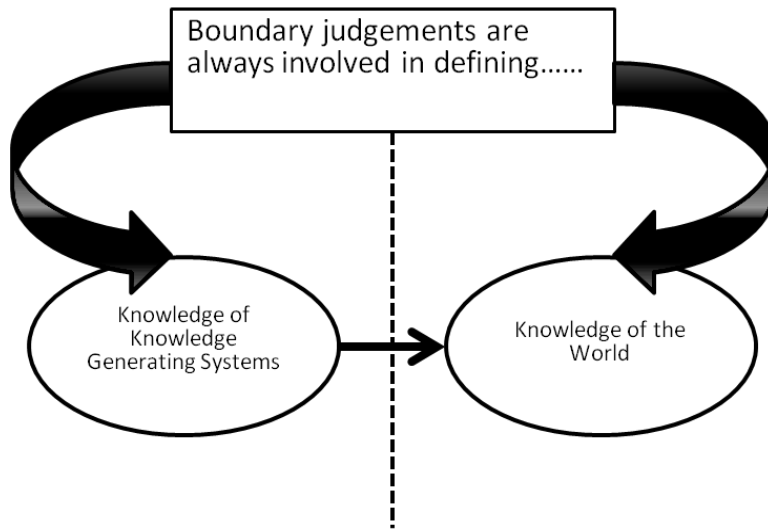 Boundary judgements are
always involved in defining……
Knowledge of
Knowledge
Generating Systems
Knowledge of the
World